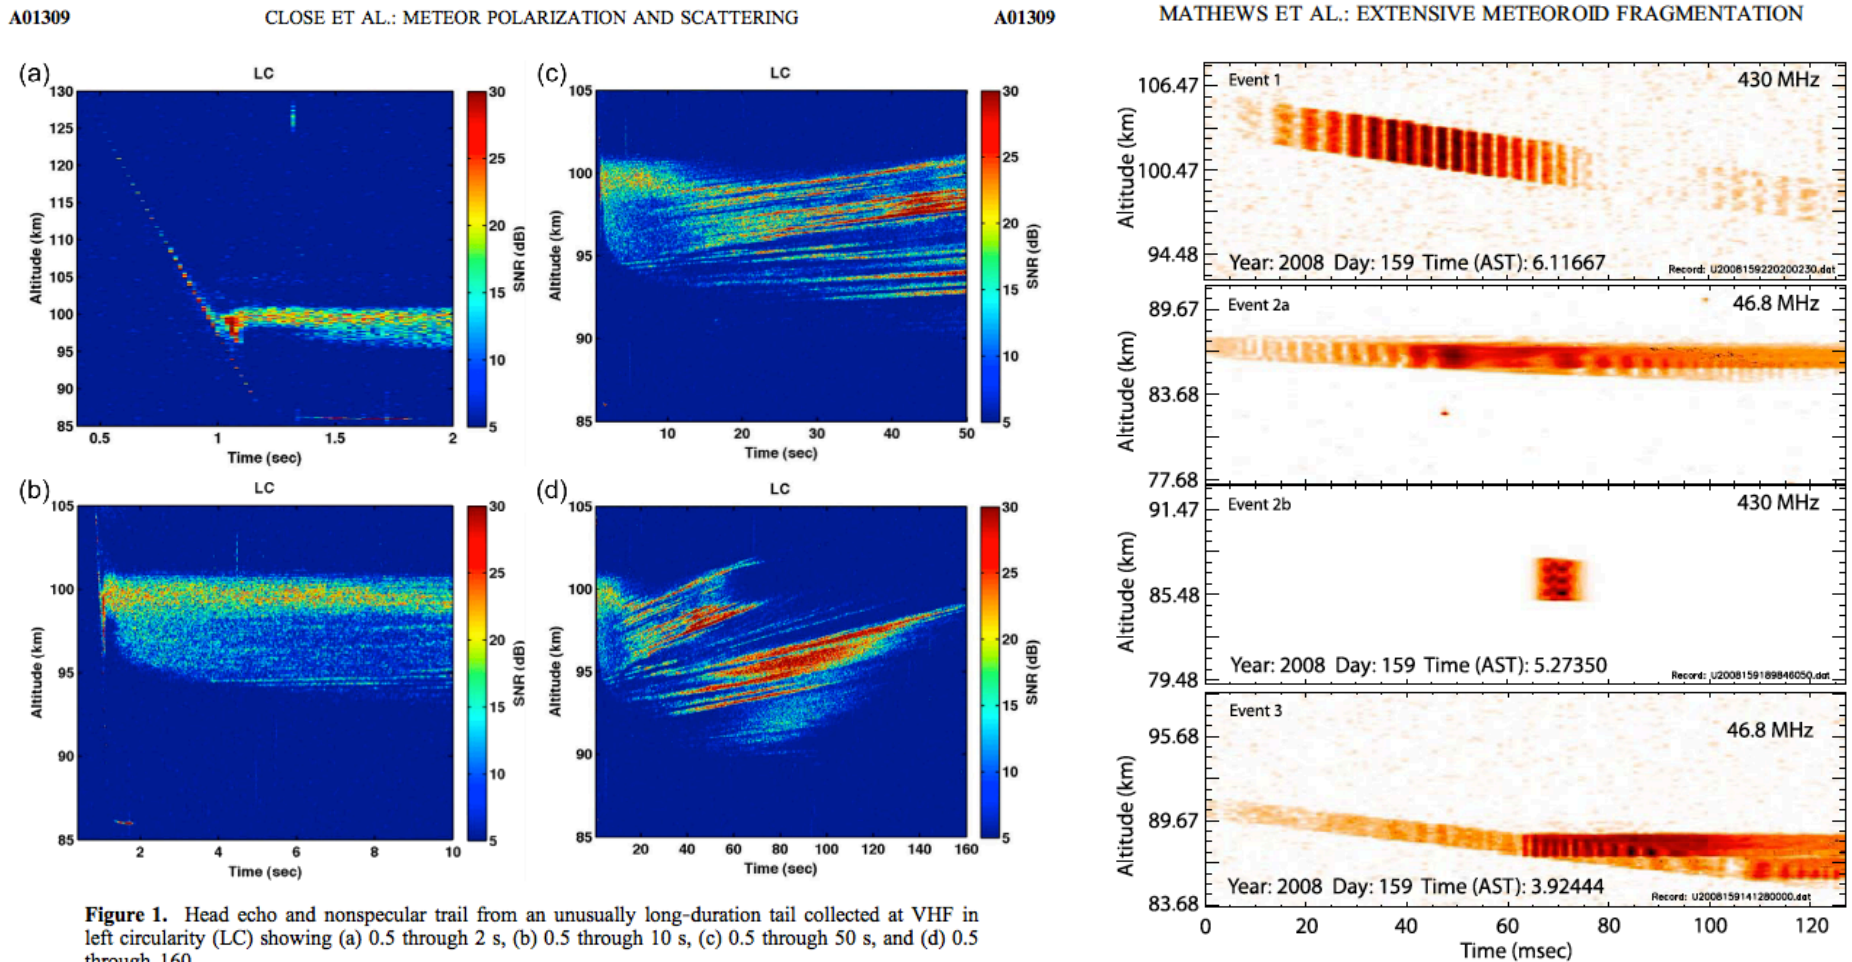 A01309
CLOSE ET AL.: METEOR POLARIZATION AND SCATTERING
A01309
(a)
LC
130
125
120
115
110
105
100
95
90
85
Altitude (km)
0.5
1
1.5
2
Time (sec)
30
25
20
15
10
5
SNR (dB)
(c)
LC
105
100
95
90
85
Altitude (km)
10
20
30
40
50
Time (sec)
30
25
20
15
10
5
SNR (dB)
(b)
LC
105
100
95
90
85
Altitude (km)
2
4
6
8
10
Time (sec)
30
25
20
15
10
5
SNR (dB)
(d)
LC
105
100
95
90
85
Altitude (km)
20
40
60
80
100
120
140
160
Time (sec)
30
25
20
15
10
5
SNR (dB)
Figure 1. Head echo and nonspecular trail from an unusually long-duration tail collected at VHF in
left circularity (LC) showing (a) 0.5 through 2 s, (b) 0.5 through 10 s, (c) 0.5 through 50 s, and (d) 0.5
through 160
MATHEWS ET AL.: EXTENSIVE METEOROID FRAGMENTATION
Event 1
430 MHz
106.47
100.47
94.48
Altitude (km)
Year: 2008 Day: 159 Time (AST): 6.11667
Record: U2008159220200230.dat
Event 2a
46.8 MHz
89.67
83.68
77.68
Altitude (km)
Event 2b
430 MHz
91.47
85.48
79.48
Altitude (km)
Year: 2008 Day: 159 Time (AST): 5.27350
Record: U2008159189846050.dat
Event 3
46.8 MHz
95.68
89.67
83.68
Altitude (km)
Year: 2008 Day: 159 Time (AST): 3.92444
Record: U2008159141280000.dat
0
20
40
60
80
100
120
Time (msec)